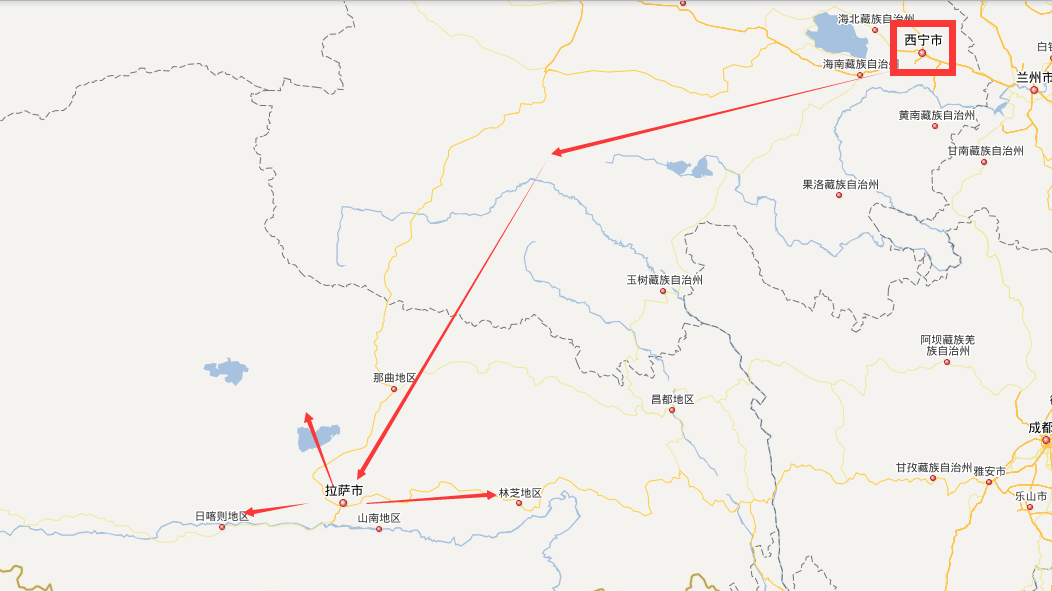 海北藏族自治州
西宁市
白银
海南藏族自治州
兰州市
黄南藏族自治州
甘南藏族自治州
果洛藏族自治州
玉树藏族自治州
阿坝藏族羌
族自治州
那曲地区
昌都地区
成都
甘孜藏族自治州
雅安市
拉萨市
林芝地区
乐山市
日喀则地区
山南地区